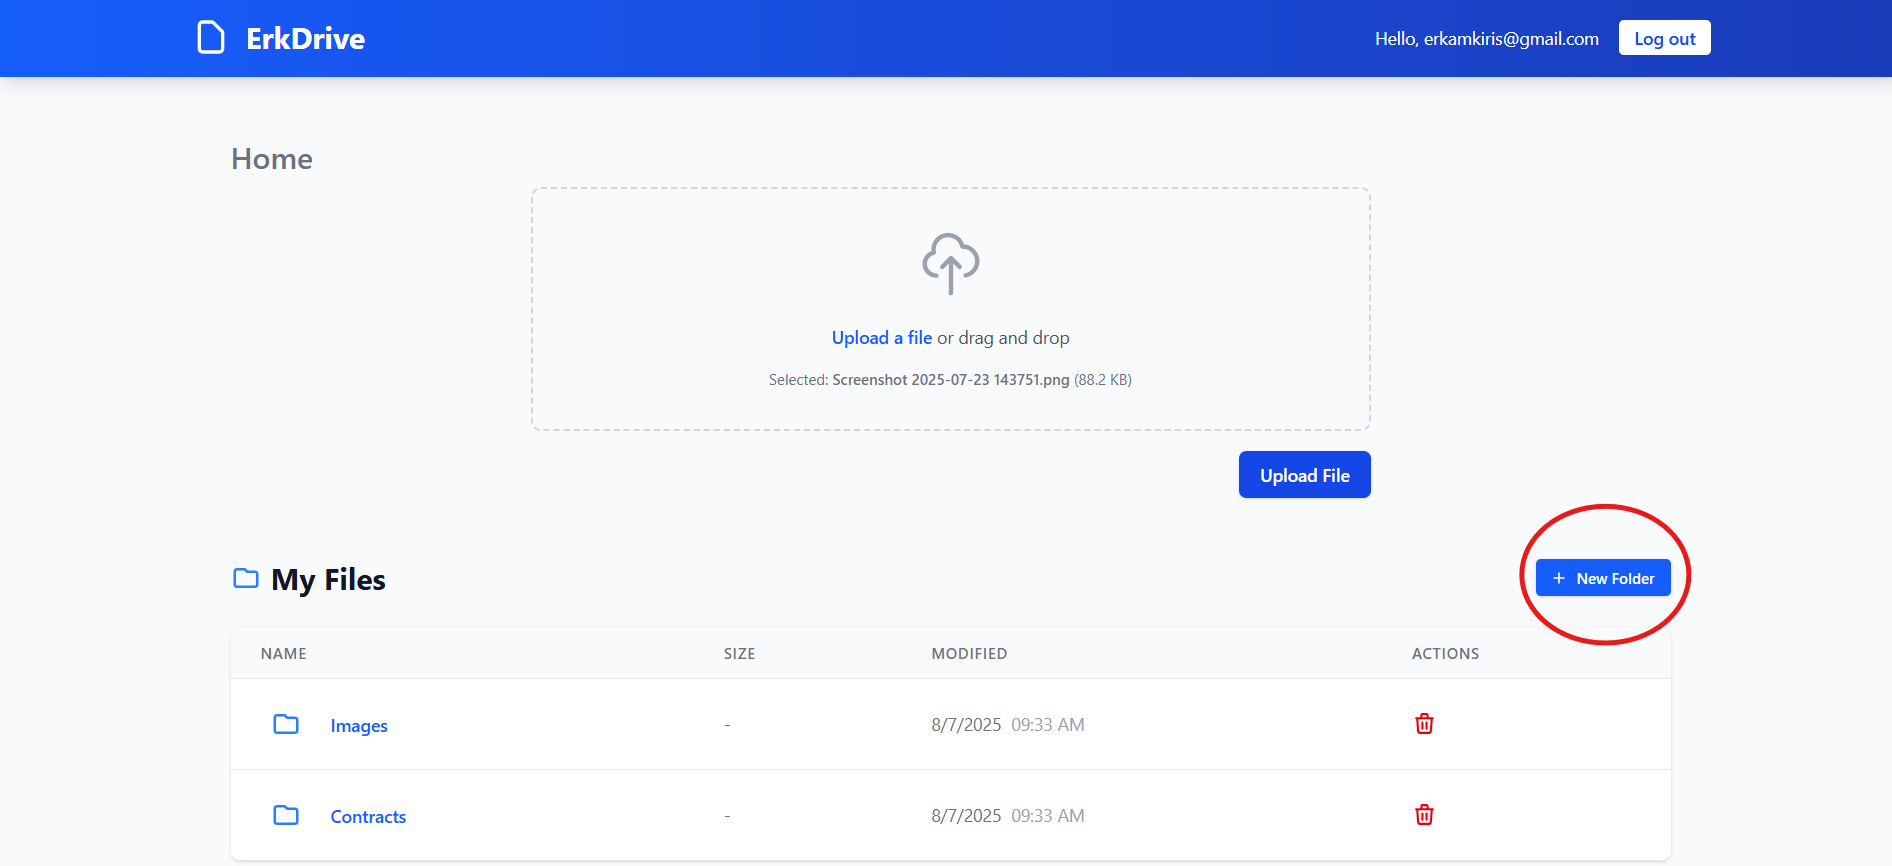 ErkDrive
Hello, erkamkiris@gmail.com
Log out
Home
Upload a file or drag and drop
Selected: Screenshot 2025-07-23 143751.png (88.2 KB)
Upload File
My Files
+ New Folder
NAME SIZE MODIFIED ACTIONS
Images - 8/7/2025 09:33 AM
Contracts - 8/7/2025 09:33 AM